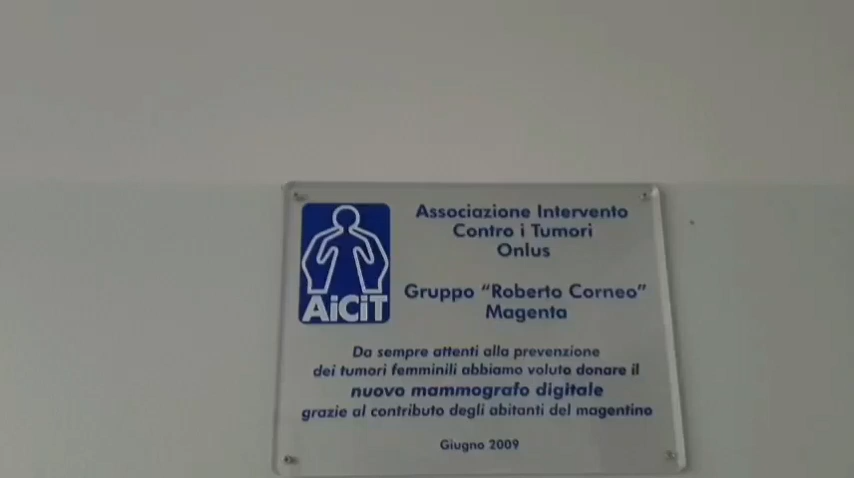 Associazione Intervento
Contro i Tumori
Onlus
AiCiT
Gruppo "Roberto Corneo"
Magenta
Da sempre attenti alla prevenzione
dei tumori femminili abbiamo voluto donare il
nuovo mammografo digitale
grazie al contributo degli abitanti del magentino
Giugno 2009